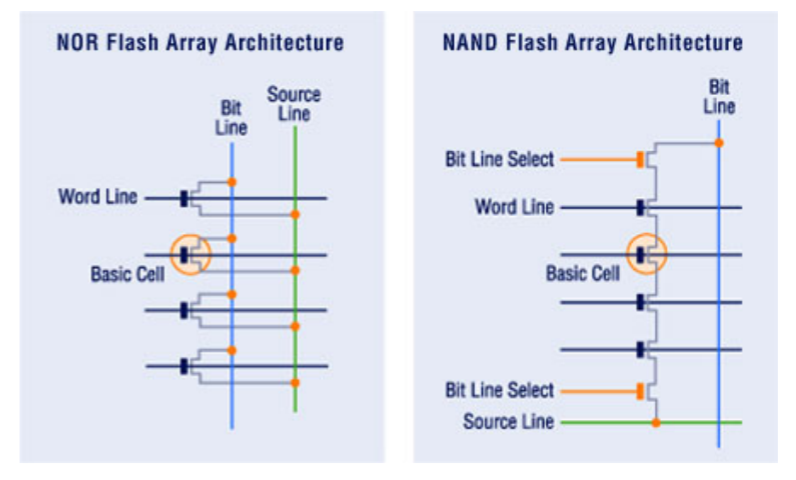 NOR Flash Array Architecture
Bit
Line
Source
Line
Word Line
Basic Cell
NAND Flash Array Architecture
Bit
Line
Bit Line Select
Word Line
Basic Cell
Bit Line Select
Source Line